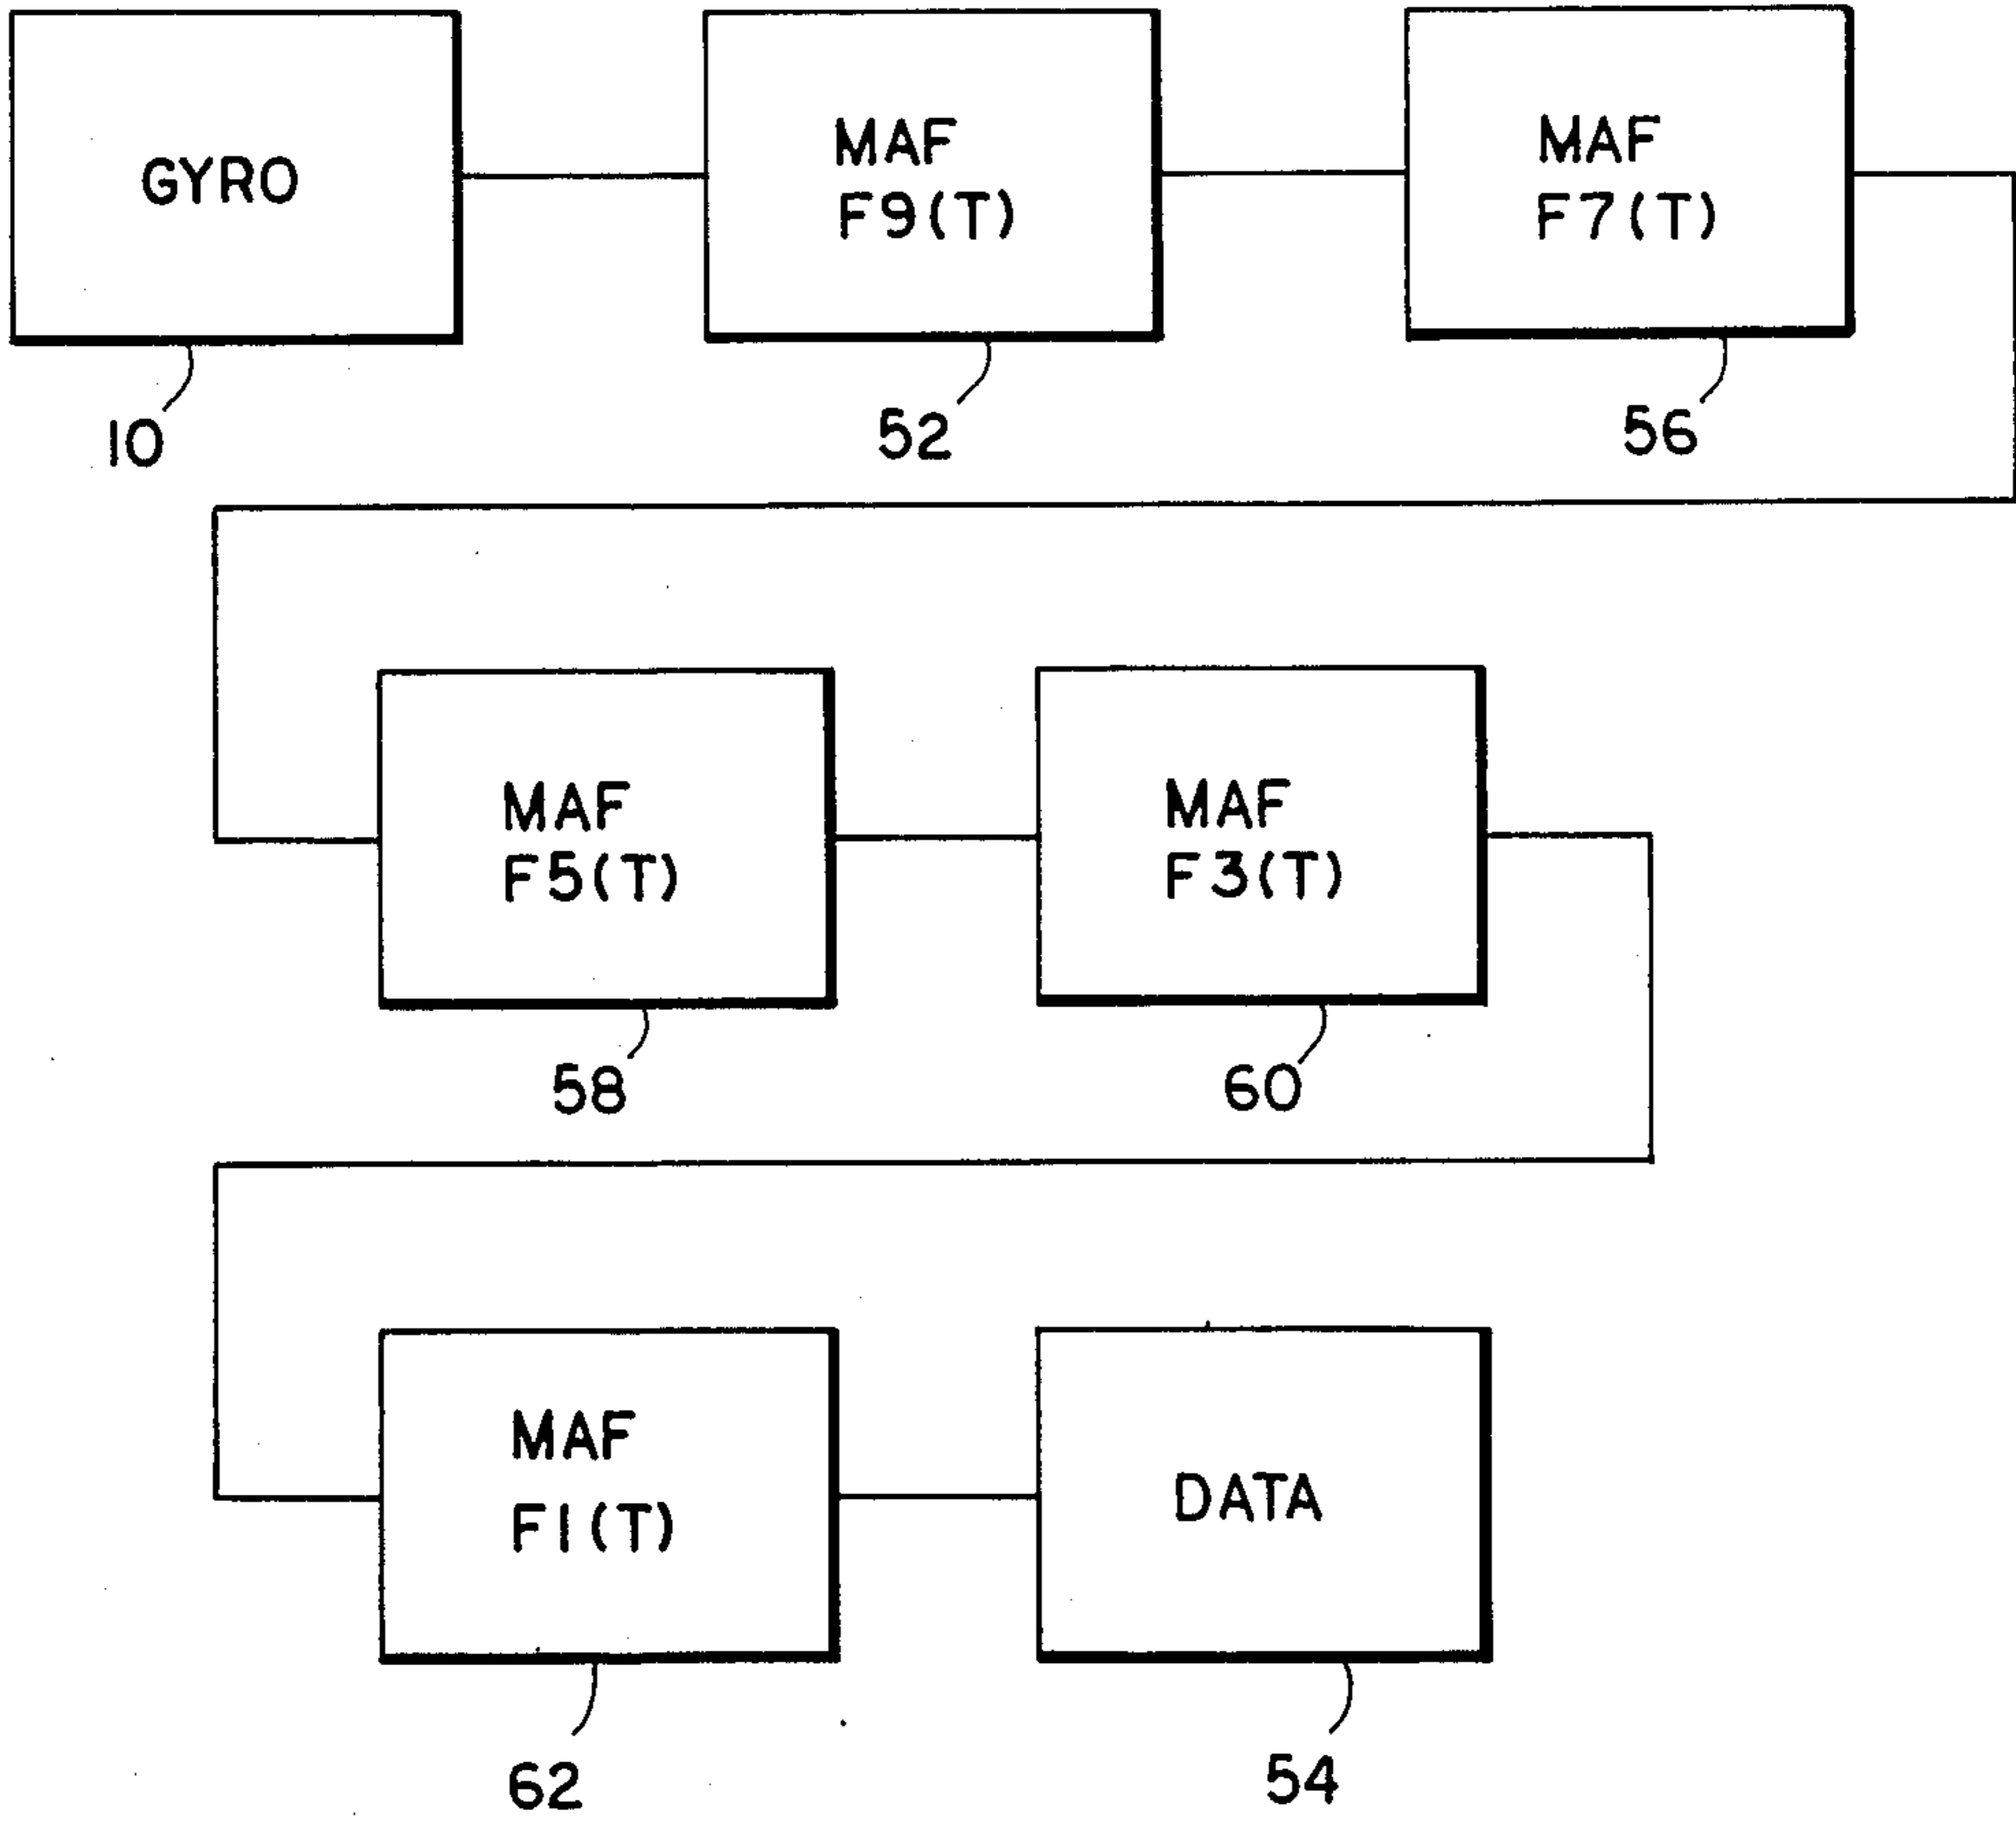 GYRO
MAF
F9(T)
MAF
F7(T)
10
52
56
MAF
F5(T)
MAF
F3(T)
58
60
MAF
F1(T)
DATA
62
54